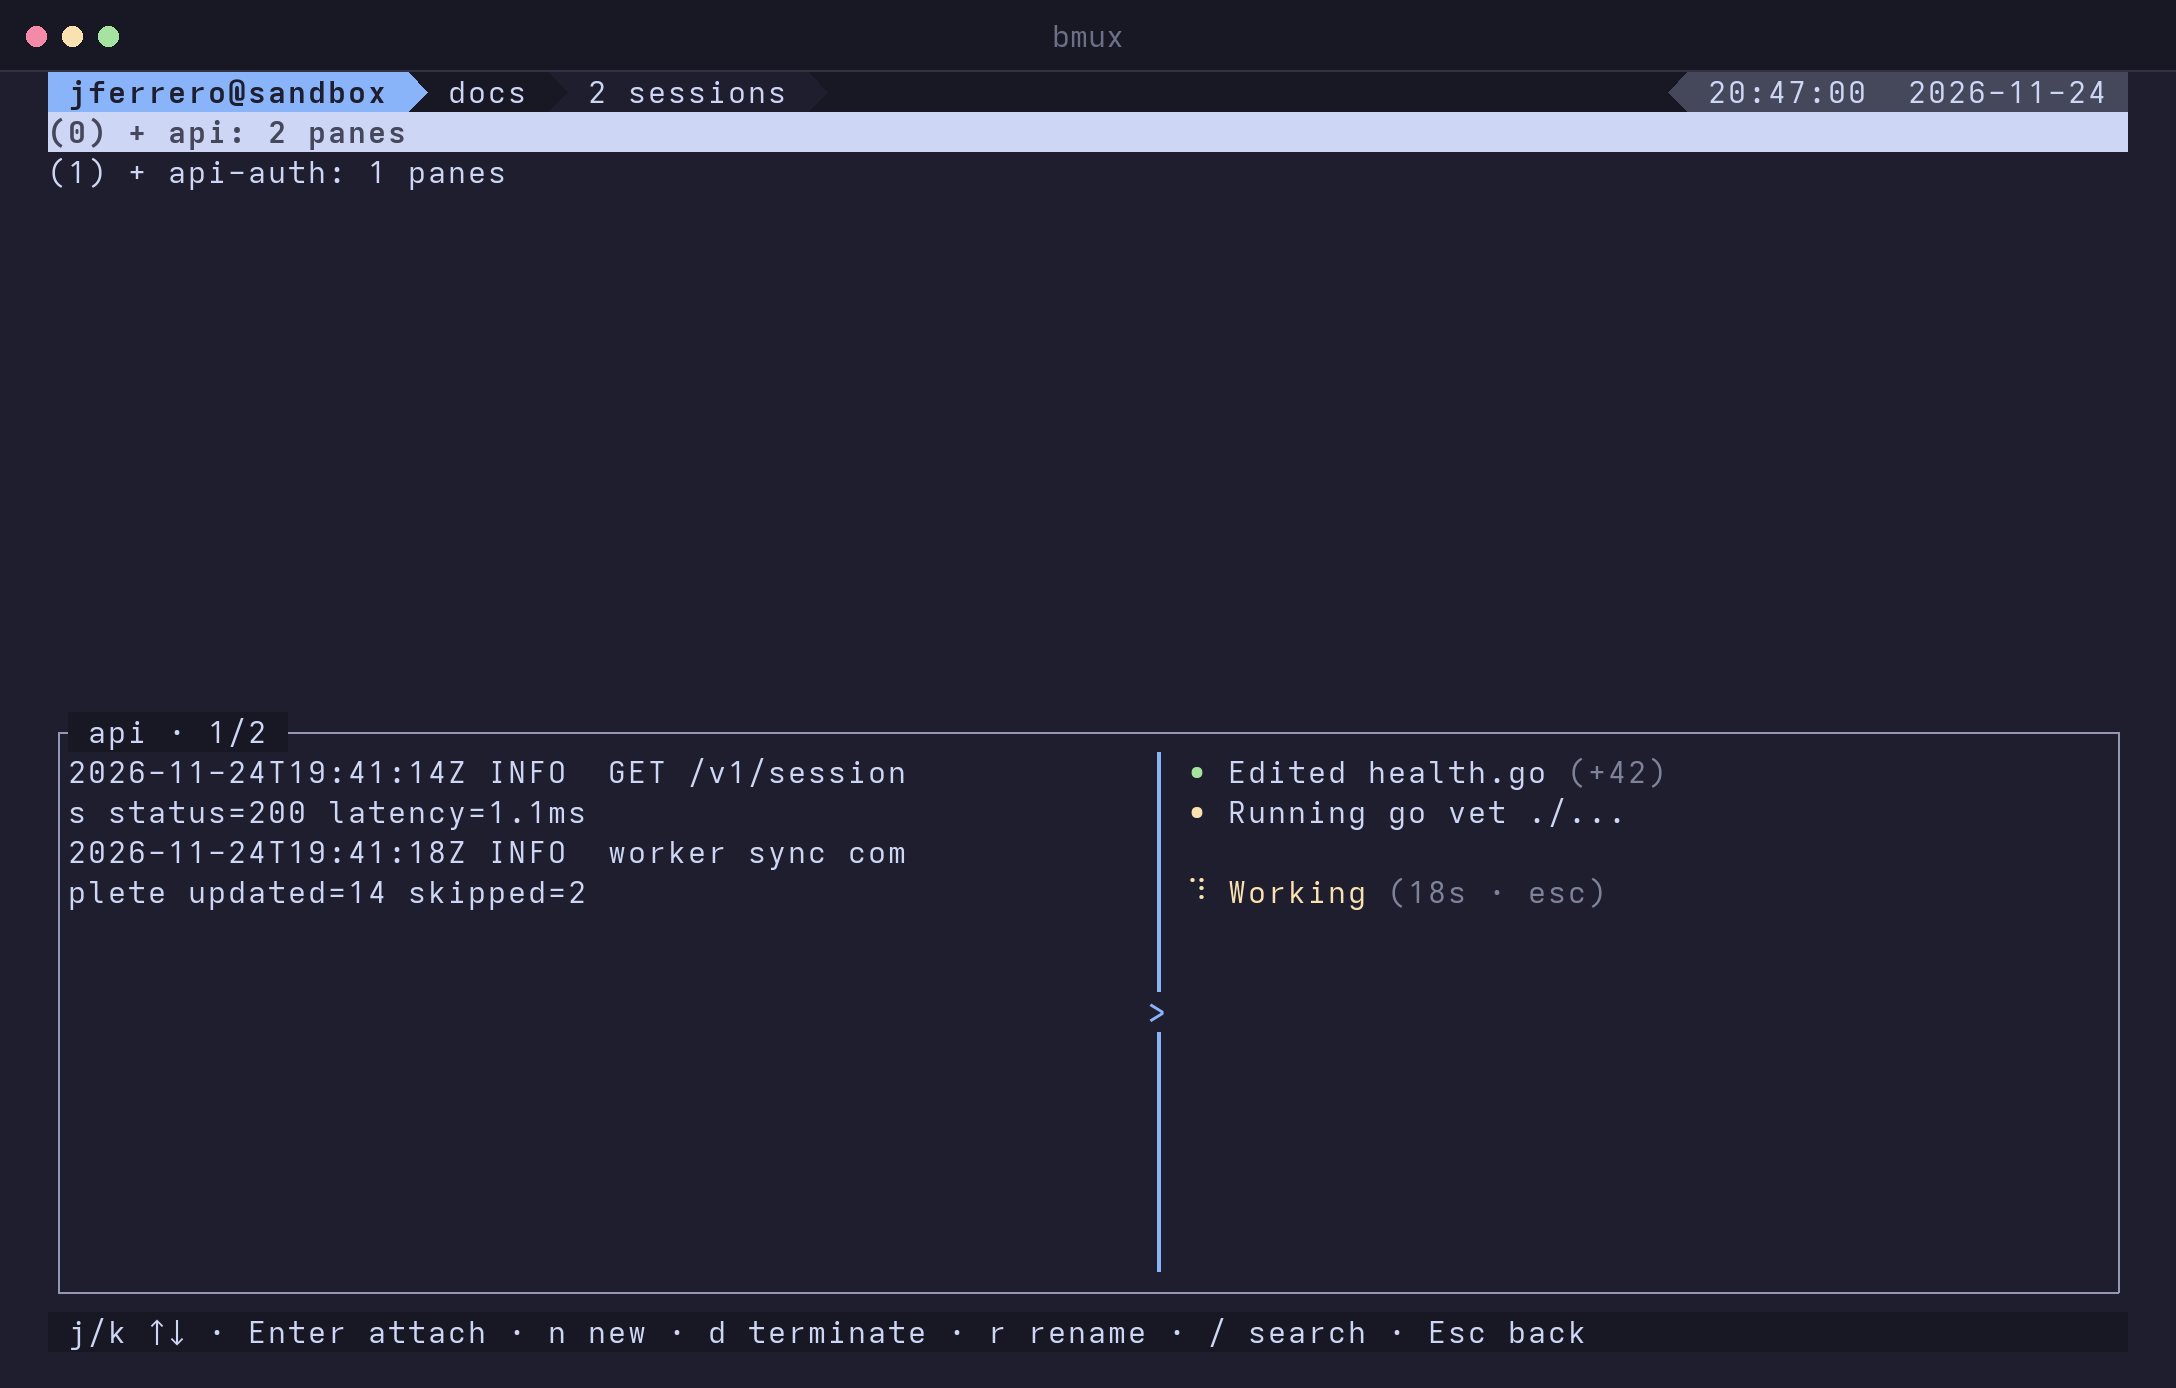 bmux
jferrero@sandbox docs 2 sessions 20:47:00 2026-11-24
(0) + api: 2 panes
(1) + api-auth: 1 panes
api · 1/2
2026-11-24T19:41:14Z INFO  GET /v1/session
s status=200 latency=1.1ms
2026-11-24T19:41:18Z INFO  worker sync com
plete updated=14 skipped=2
• Edited health.go (+42)
• Running go vet ./...
⠙ Working (18s · esc)
>
j/k ↑↓ · Enter attach · n new · d terminate · r rename · / search · Esc back